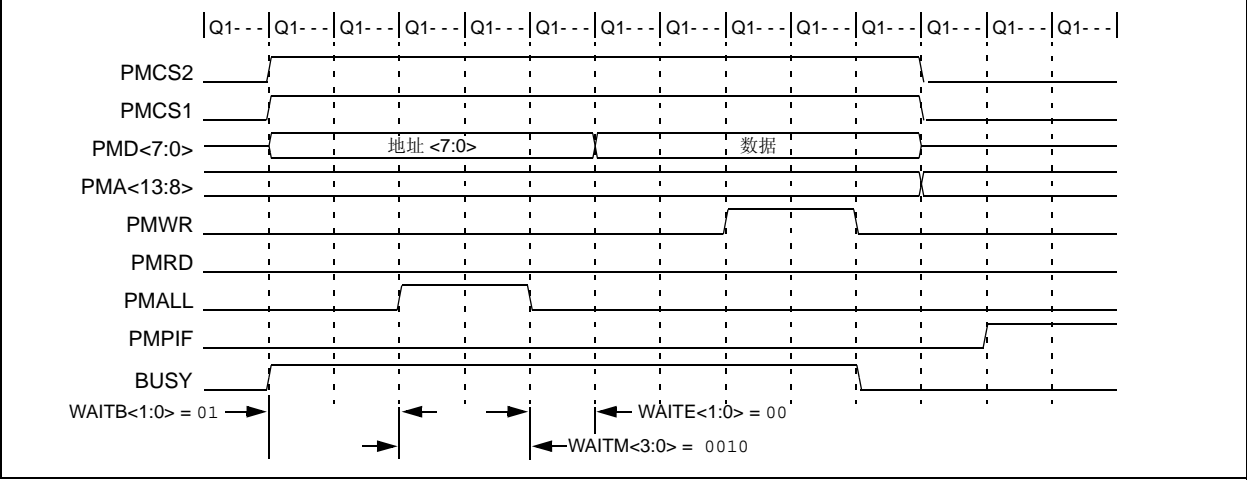 Q1- - - Q1- - - Q1- - - Q1- - - Q1- - - Q1- - - Q1- - - Q1- - - Q1- - - Q1- - - Q1- - - Q1- - - Q1- - - Q1- - -
PMCS2
PMCS1
PMD<7:0> 地址 <7:0> 数据
PMA<13:8>
PMWR
PMRD
PMALL
PMPIF
BUSY
WAITB<1:0> = 01 WAITE<1:0> = 00
WAITM<3:0> = 0010